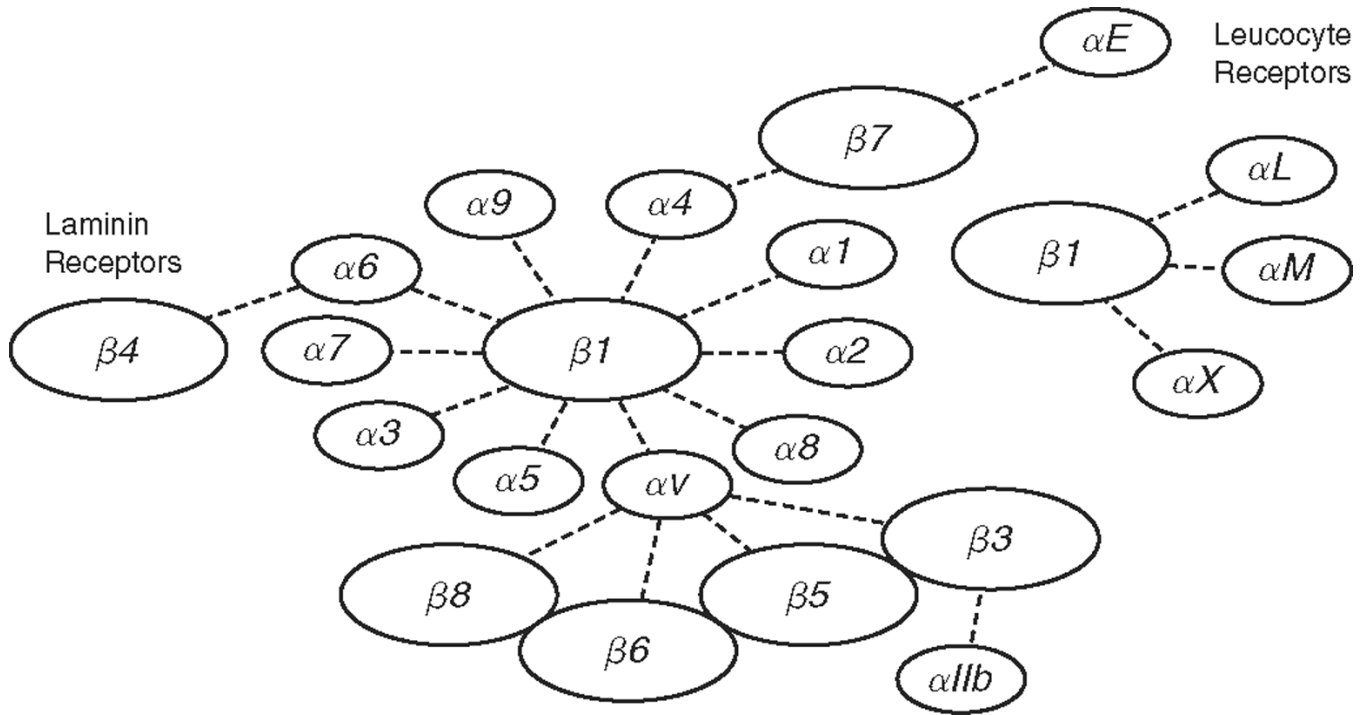 αE
Leucocyte
Receptors
β7
αL
α9
α4
Laminin
Receptors
α6
α1
β1
αM
β4
α7
β1
α2
αX
α3
α5
αv
α8
β3
β8
β5
β6
αIIb